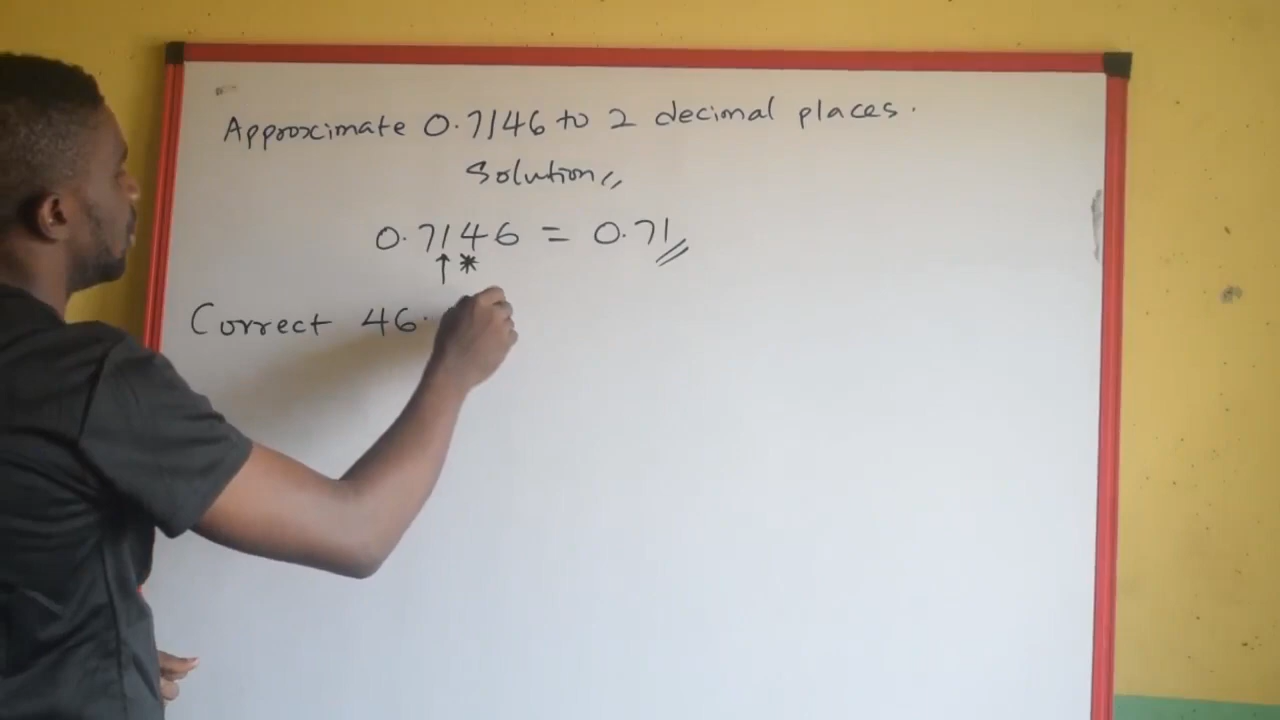 Approximate 0.7146 to 2 decimal places.
Solution,,
0.7146 = 0.71
↑ *
Correct 46.